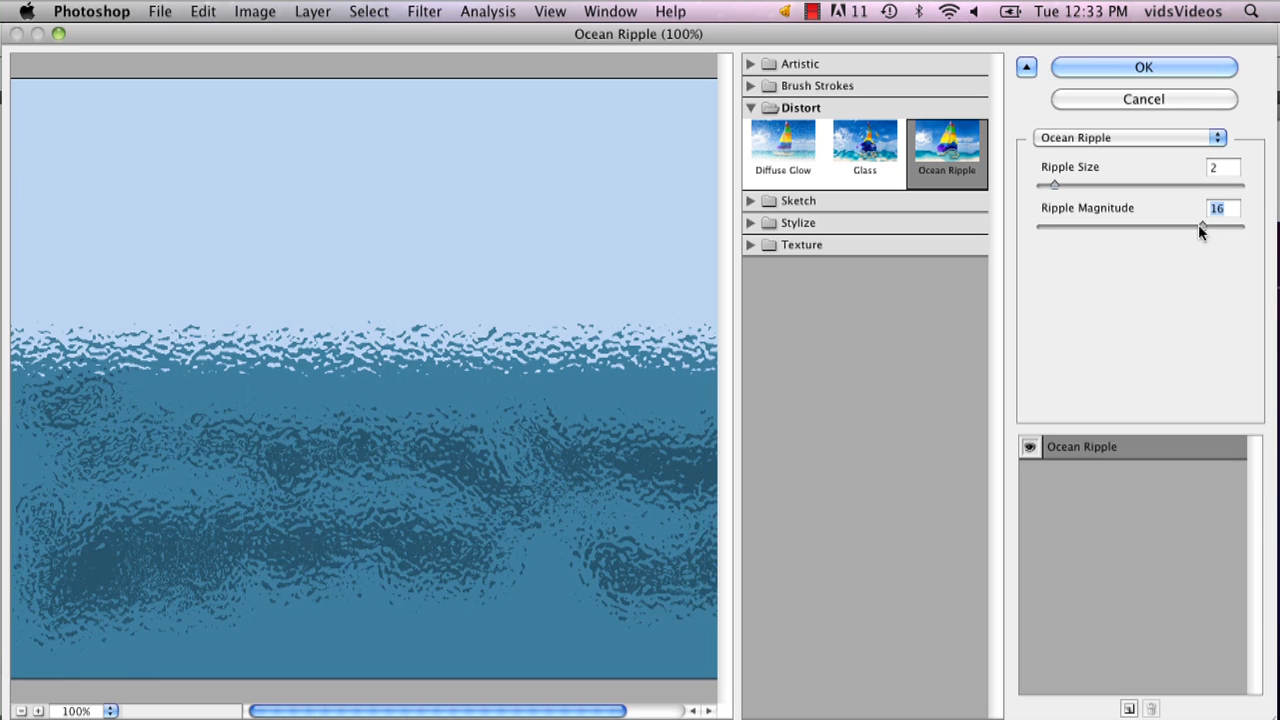 Photoshop File Edit Image Layer Select Filter Analysis View Window Help 11 Tue 12:33 PM vidsVideos
Ocean Ripple (100%)
Artistic
Brush Strokes
Distort
Diffuse Glow Glass Ocean Ripple
Sketch
Stylize
Texture
OK
Cancel
Ocean Ripple
Ripple Size 2
Ripple Magnitude 16
Ocean Ripple
100%